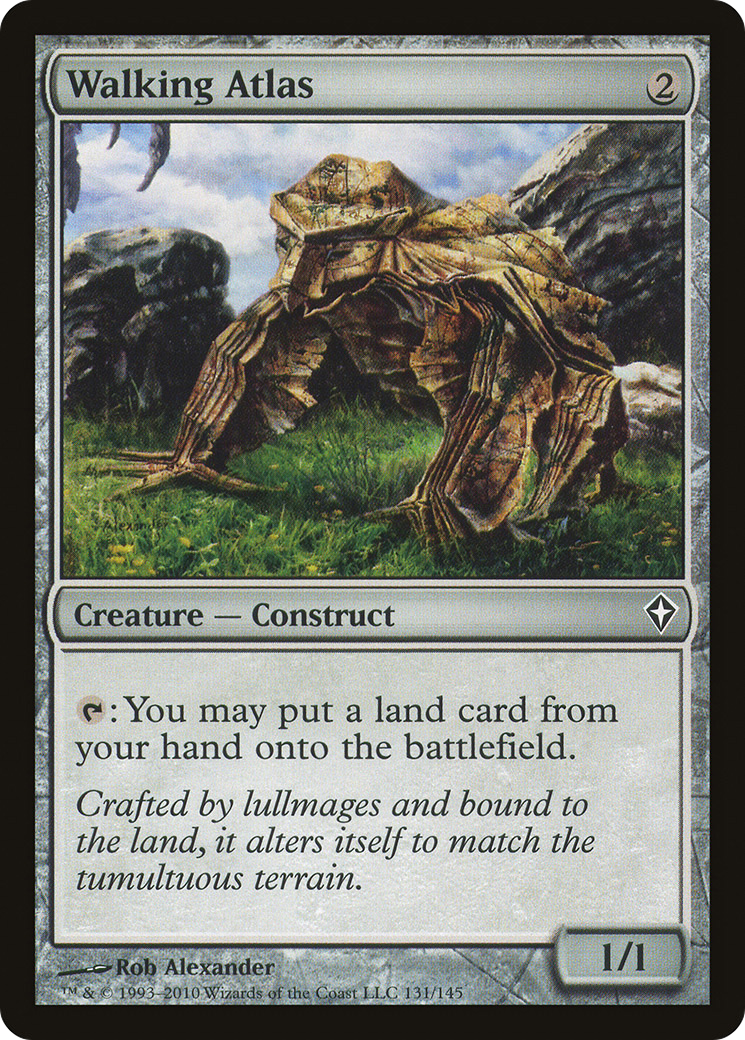 Walking Atlas
2
S Alexander
Creature — Construct
: You may put a land card from
your hand onto the battlefield.
Crafted by lullmages and bound to
the land, it alters itself to match the
tumultuous terrain.
1/1
Rob Alexander
™ & © 1993–2010 Wizards of the Coast LLC 131/145